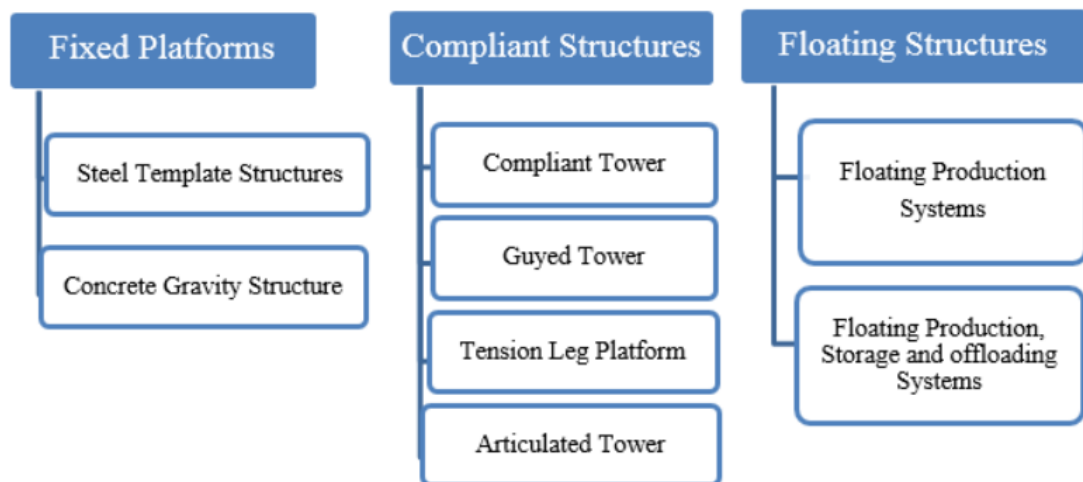 Fixed Platforms
Steel Template Structures
Concrete Gravity Structure
Compliant Structures
Compliant Tower
Guyed Tower
Tension Leg Platform
Articulated Tower
Floating Structures
Floating Production
Systems
Floating Production,
Storage and offloading
Systems